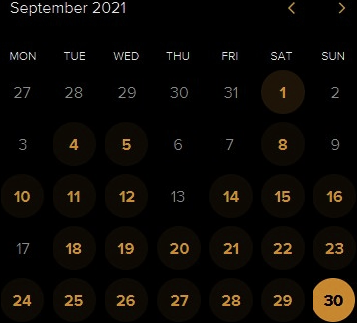 September 2021
MON TUE WED THU FRI SAT SUN
27 28 29 30 31 1 2
3 4 5 6 7 8 9
10 11 12 13 14 15 16
17 18 19 20 21 22 23
24 25 26 27 28 29 30